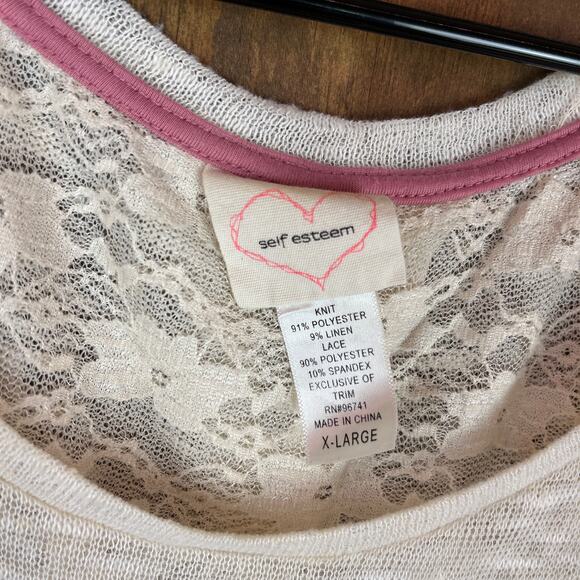 self esteem
KNIT
91% POLYESTER
9% LINEN
LACE
90% POLYESTER
10% SPANDEX
EXCLUSIVE OF
TRIM
RN#96741
MADE IN CHINA
X-LARGE